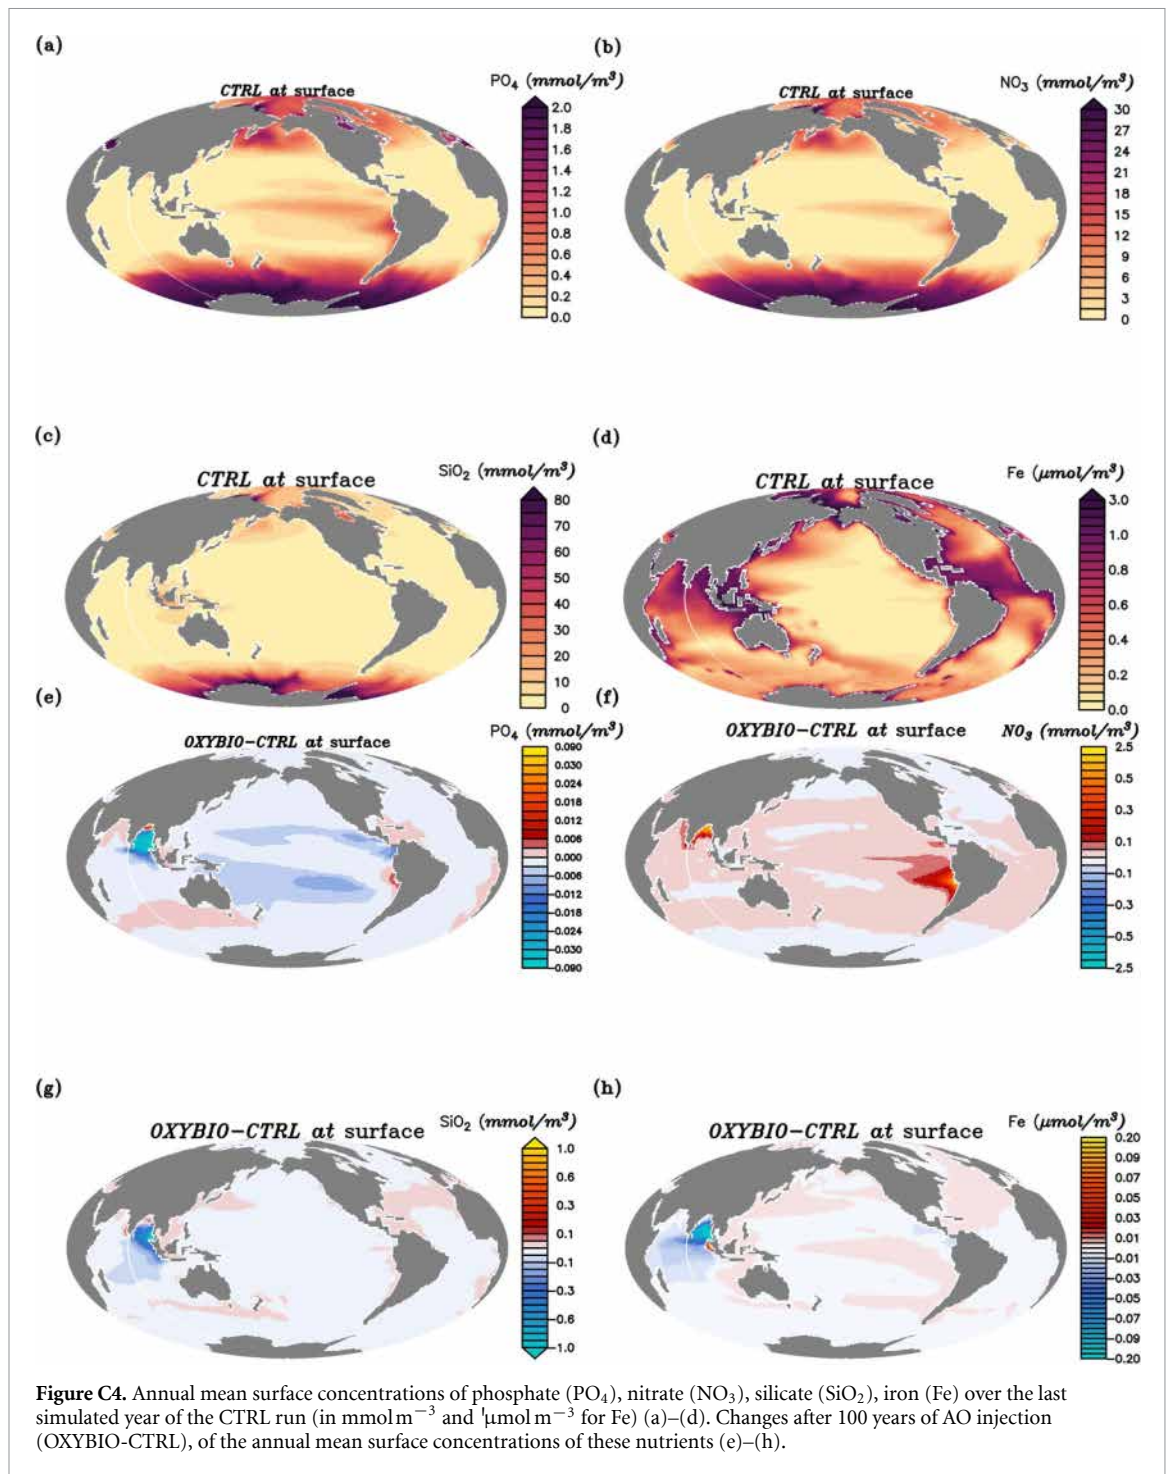 (a)
CTRL at surface
PO4 (mmol/m3)
2.0
1.8
1.6
1.4
1.2
1.0
0.8
0.6
0.4
0.2
0.0
(b)
CTRL at surface
NO3 (mmol/m3)
30
27
24
21
18
15
12
9
6
3
0
(c)
CTRL at surface
SiO2 (mmol/m3)
80
70
60
50
40
30
20
10
0
(d)
CTRL at surface
Fe (μmol/m3)
3.0
1.0
0.8
0.6
0.4
0.2
0.0
(e)
OXYBIO-CTRL at surface
PO4 (mmol/m3)
0.090
0.030
0.024
0.018
0.012
0.006
0.000
-0.006
-0.012
-0.018
-0.024
-0.030
-0.090
(f)
OXYBIO-CTRL at surface
NO3 (mmol/m3)
2.5
0.5
0.3
0.1
-0.1
-0.3
-0.5
-2.5
(g)
OXYBIO-CTRL at surface
SiO2 (mmol/m3)
1.0
0.6
0.3
0.1
-0.1
-0.3
-0.6
-1.0
(h)
OXYBIO-CTRL at surface
Fe (μmol/m3)
0.20
0.09
0.07
0.05
0.03
0.01
-0.01
-0.03
-0.05
-0.07
-0.09
-0.20
Figure C4. Annual mean surface concentrations of phosphate (PO4), nitrate (NO3), silicate (SiO2), iron (Fe) over the last
simulated year of the CTRL run (in mmol m−3 and 'μmol m−3 for Fe) (a)–(d). Changes after 100 years of AO injection
(OXYBIO-CTRL), of the annual mean surface concentrations of these nutrients (e)–(h).